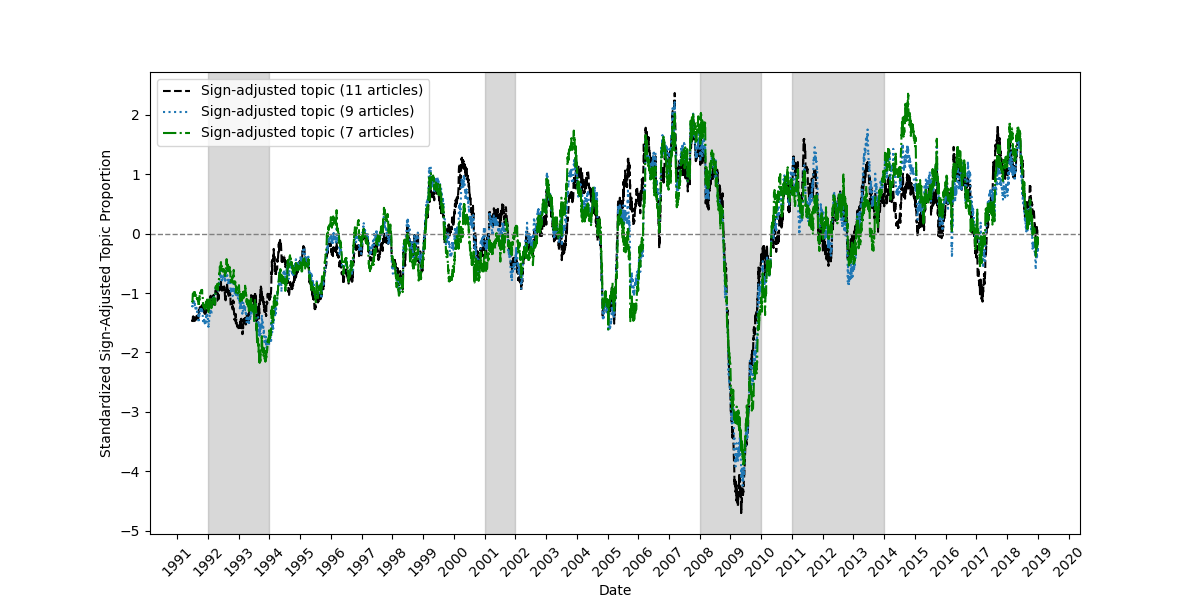 Sign-adjusted topic (11 articles)
Sign-adjusted topic (9 articles)
Sign-adjusted topic (7 articles)
Standardized Sign-Adjusted Topic Proportion
2
1
0
−1
−2
−3
−4
−5
1991 1992 1993 1994 1995 1996 1997 1998 1999 2000 2001 2002 2003 2004 2005 2006 2007 2008 2009 2010 2011 2012 2013 2014 2015 2016 2017 2018 2019 2020
Date